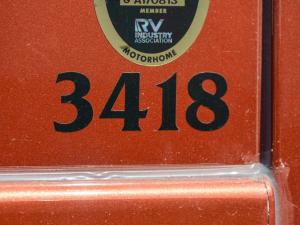 MEMBER
RV
INDUSTRY
ASSOCIATION
MOTORHOME
3418